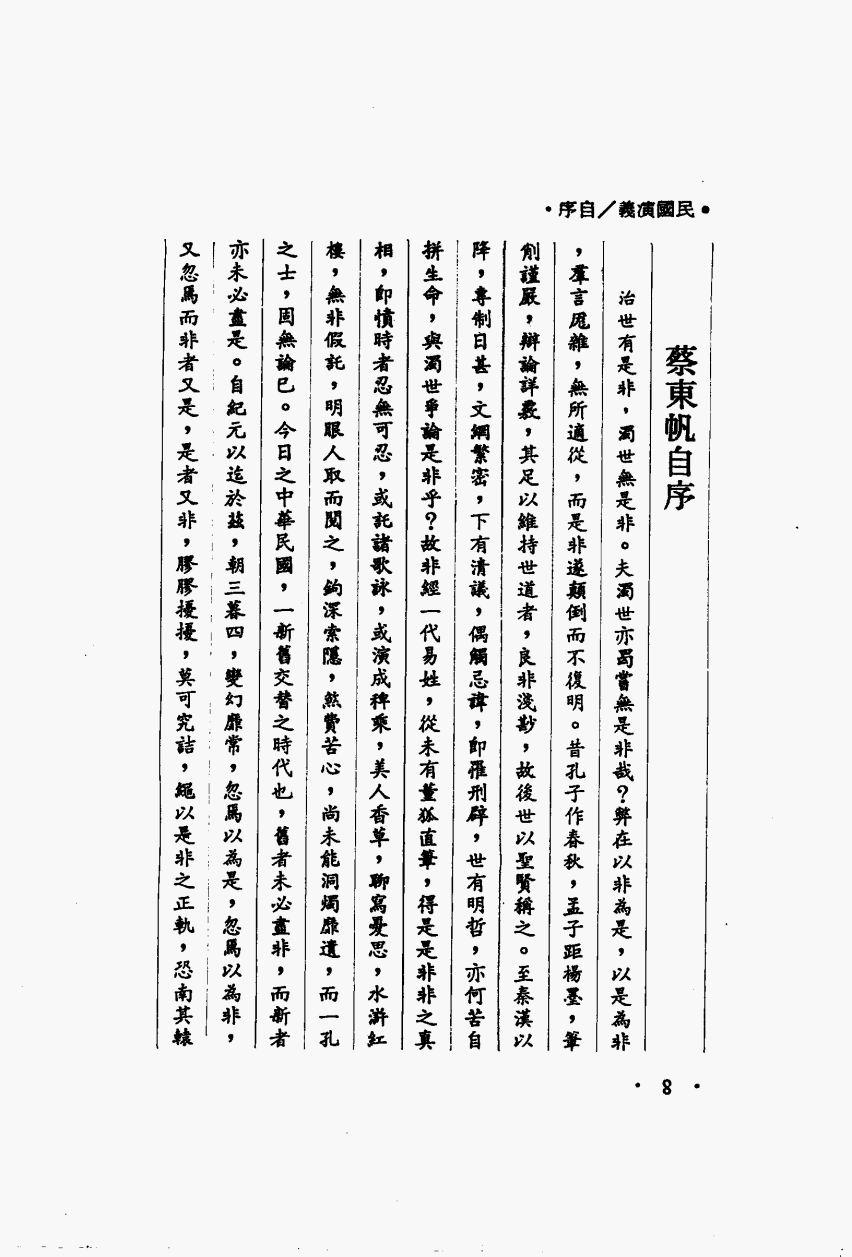 •民國演義／自序•
蔡東帆自序
治世有是非，濁世無是非。夫濁世亦曷嘗無是非哉？弊在以非為是，以是為非
，羣言厖雜，無所適從，而是非遂顛倒而不復明。昔孔子作春秋，孟子距楊墨，筆
削謹嚴，辯論詳覈，其足以維持世道者，良非淺尠，故後世以聖賢稱之。至秦漢以
降，專制日甚，文網繁密，下有清議，偶觸忌諱，即罹刑辟，世有明哲，亦何苦自
拼生命，與濁世爭論是非乎？故非經一代易姓，從未有董狐直筆，得是是非非之真
相，即憤時者忍無可忍，或託諸歌詠，或演成稗乘，美人香草，聊寫憂思，水滸紅
樓，無非假託，明眼人取而閱之，鉤深索隱，煞費苦心，尚未能洞燭靡遺，而一孔
之士，固無論已。今日之中華民國，一新舊交替之時代也，舊者未必盡非，而新者
亦未必盡是。自紀元以迄於茲，朝三暮四，變幻靡常，忽焉以為是，忽焉以為非，
又忽焉而非者又是，是者又非，膠膠擾擾，莫可究詰，繩以是非之正軌，恐南其轅
•8•